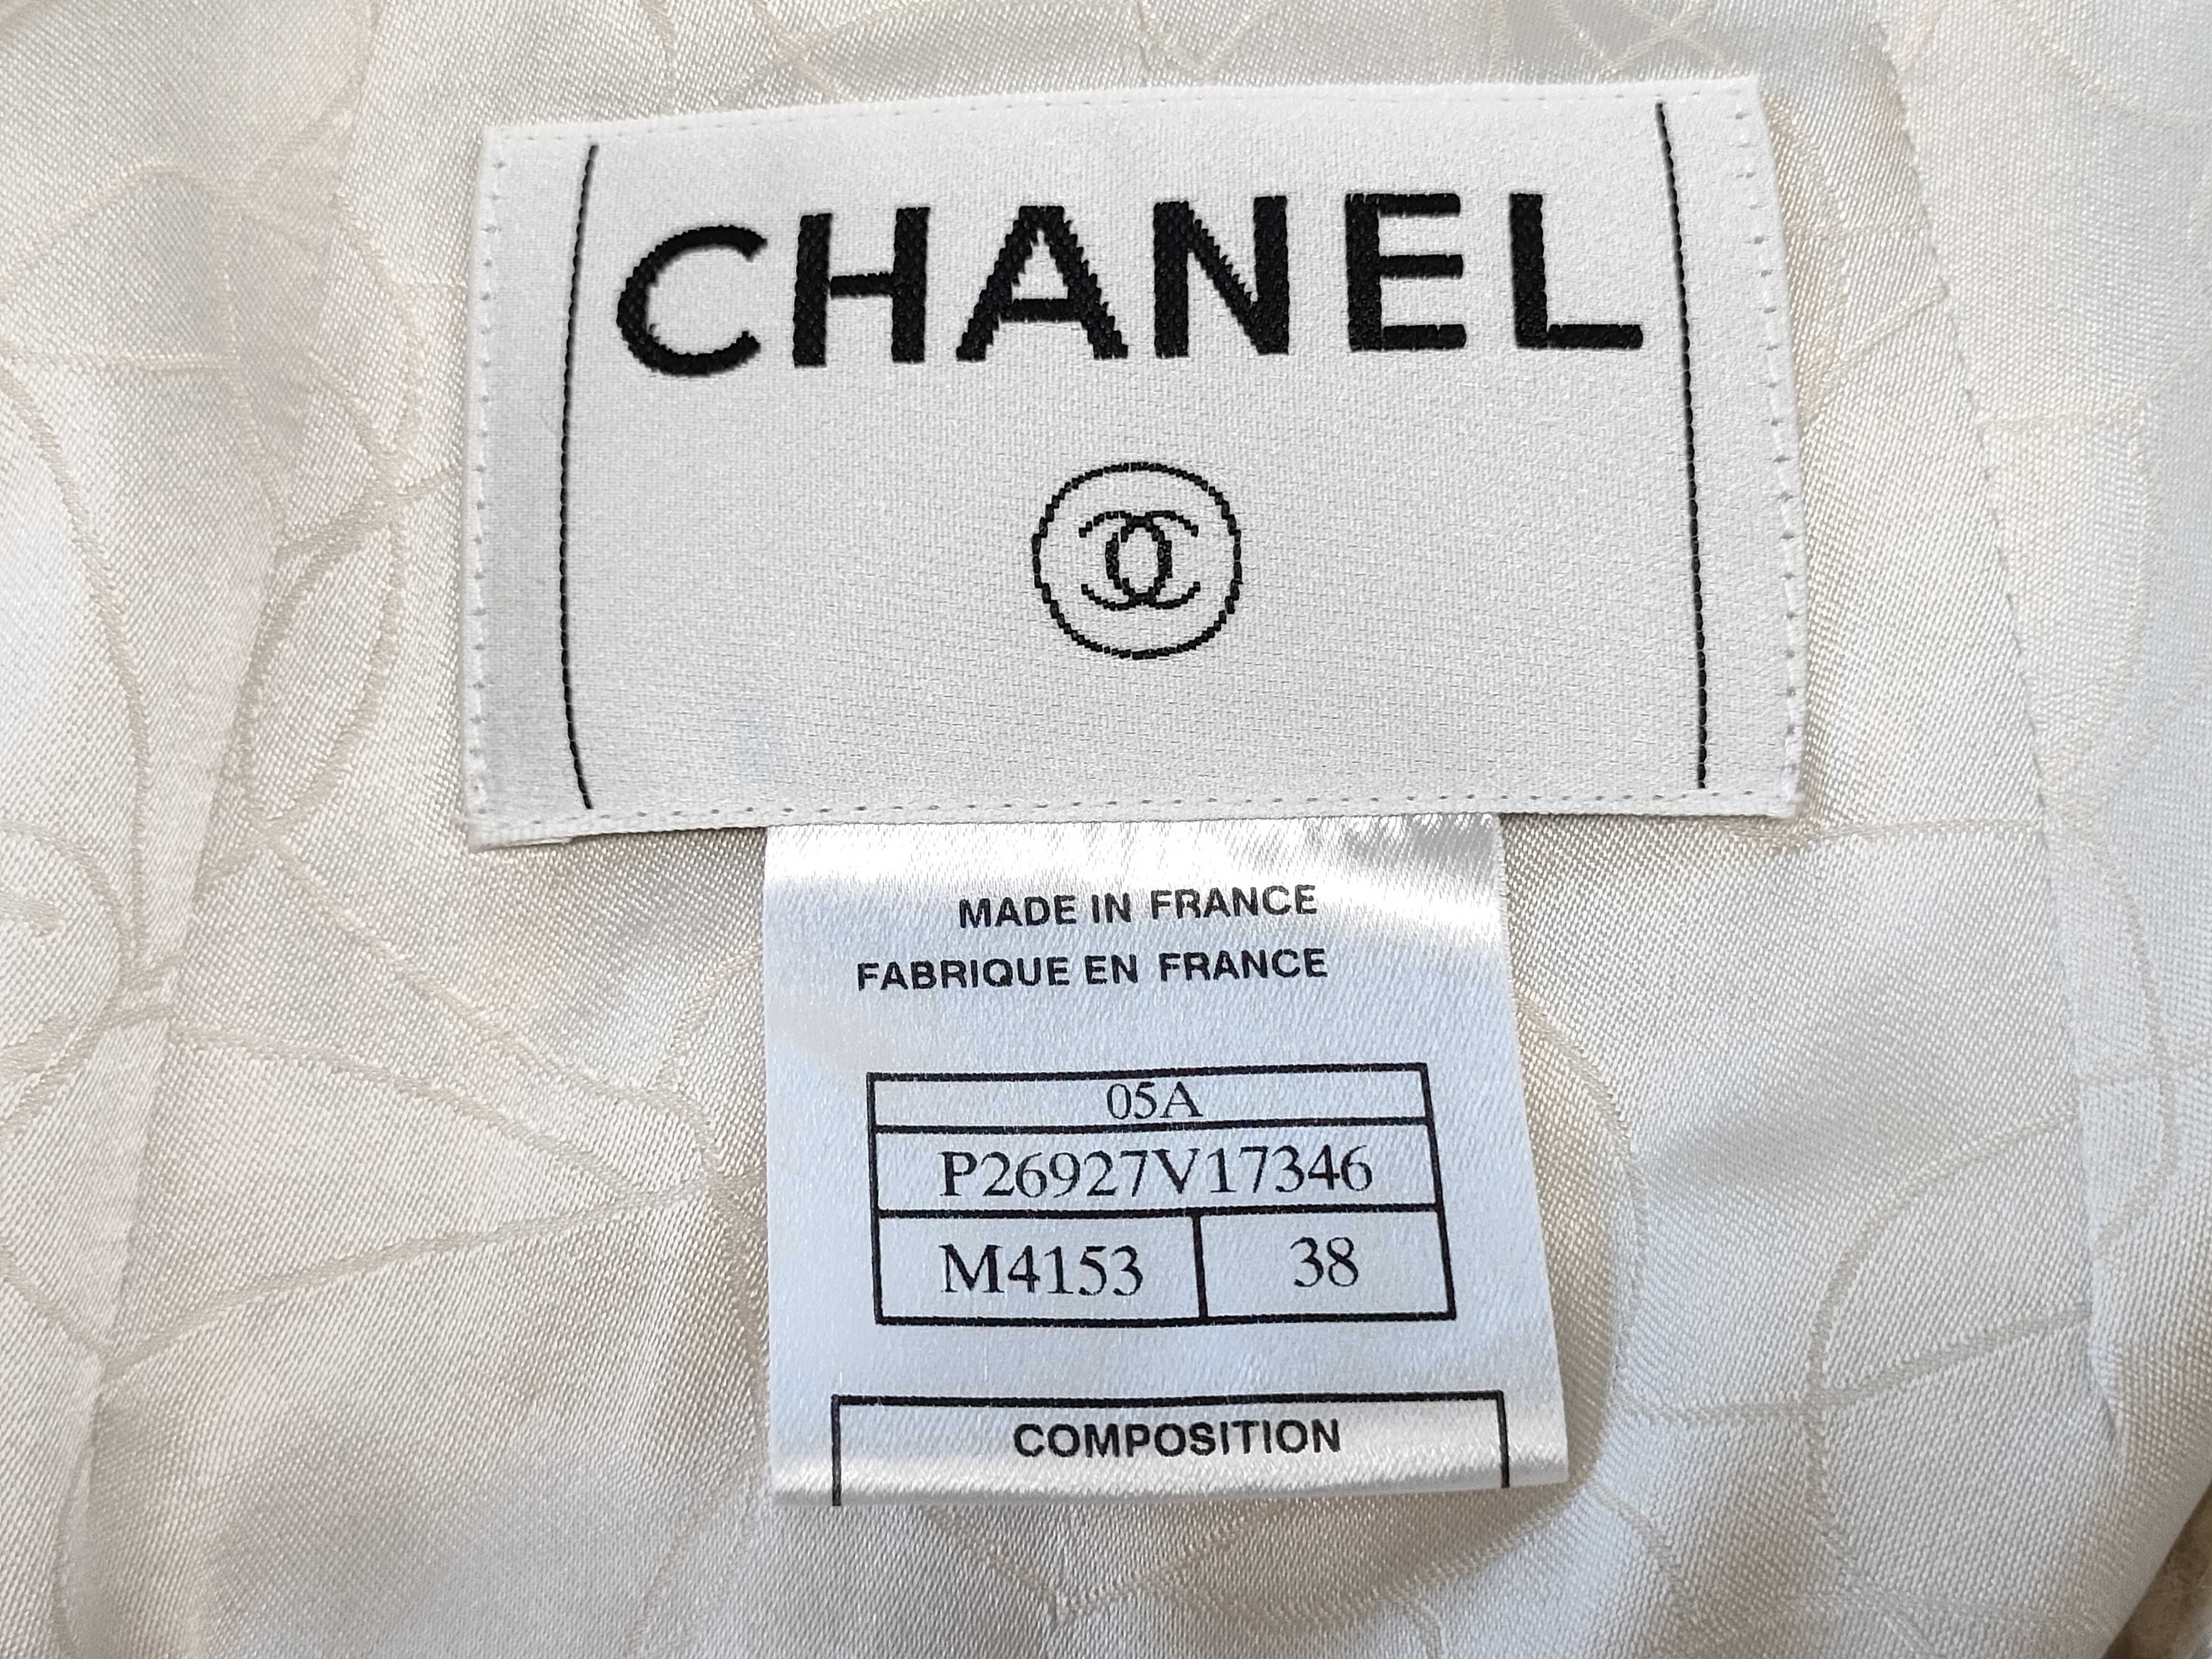 CHANEL
MADE IN FRANCE
FABRIQUE EN FRANCE
05A
P26927V17346
M4153 38
COMPOSITION